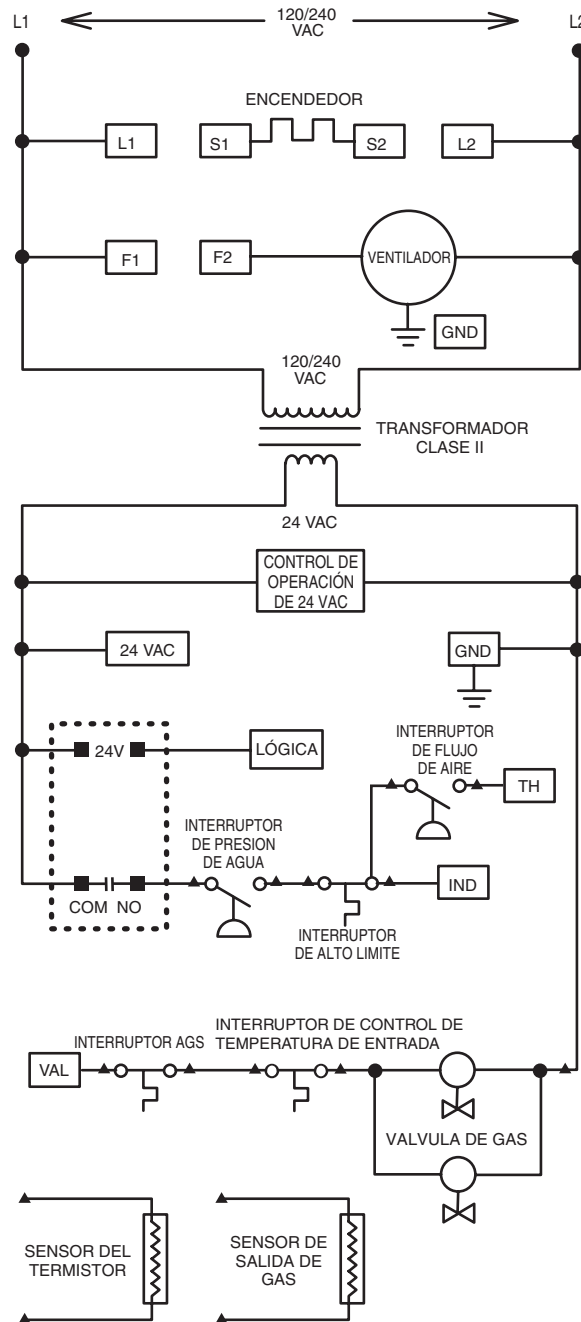 L1
120/240
VAC
L2
ENCENDEDOR
L1
S1
S2
L2
F1
F2
VENTILADOR
GND
120/240
VAC
TRANSFORMADOR
CLASE II
24 VAC
CONTROL DE
OPERACIÓN
DE 24 VAC
24 VAC
GND
24V
LÓGICA
INTERRUPTOR
DE FLUJO
DE AIRE
TH
INTERRUPTOR
DE PRESION
DE AGUA
COM NO
IND
INTERRUPTOR
DE ALTO LIMITE
INTERRUPTOR AGS
INTERRUPTOR DE CONTROL DE
TEMPERATURA DE ENTRADA
VAL
VALVULA DE GAS
SENSOR DEL
TERMISTOR
SENSOR DE
SALIDA DE
GAS